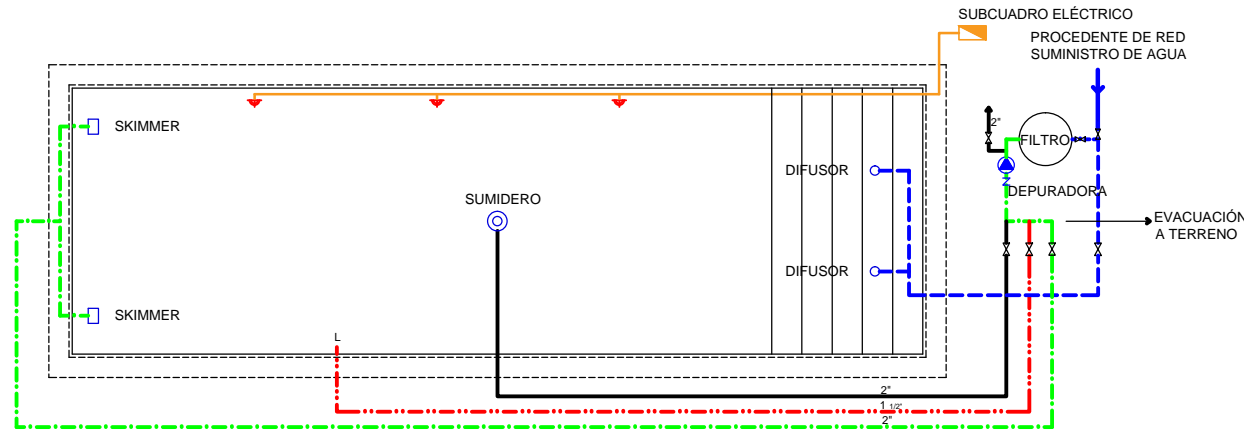 SUBCUADRO ELÉCTRICO
PROCEDENTE DE RED
SUMINISTRO DE AGUA
SKIMMER
2"
FILTRO
DIFUSOR
DEPURADORA
SUMIDERO
EVACUACIÓN
A TERRENO
DIFUSOR
SKIMMER
L
2"
1 1/2"
2"